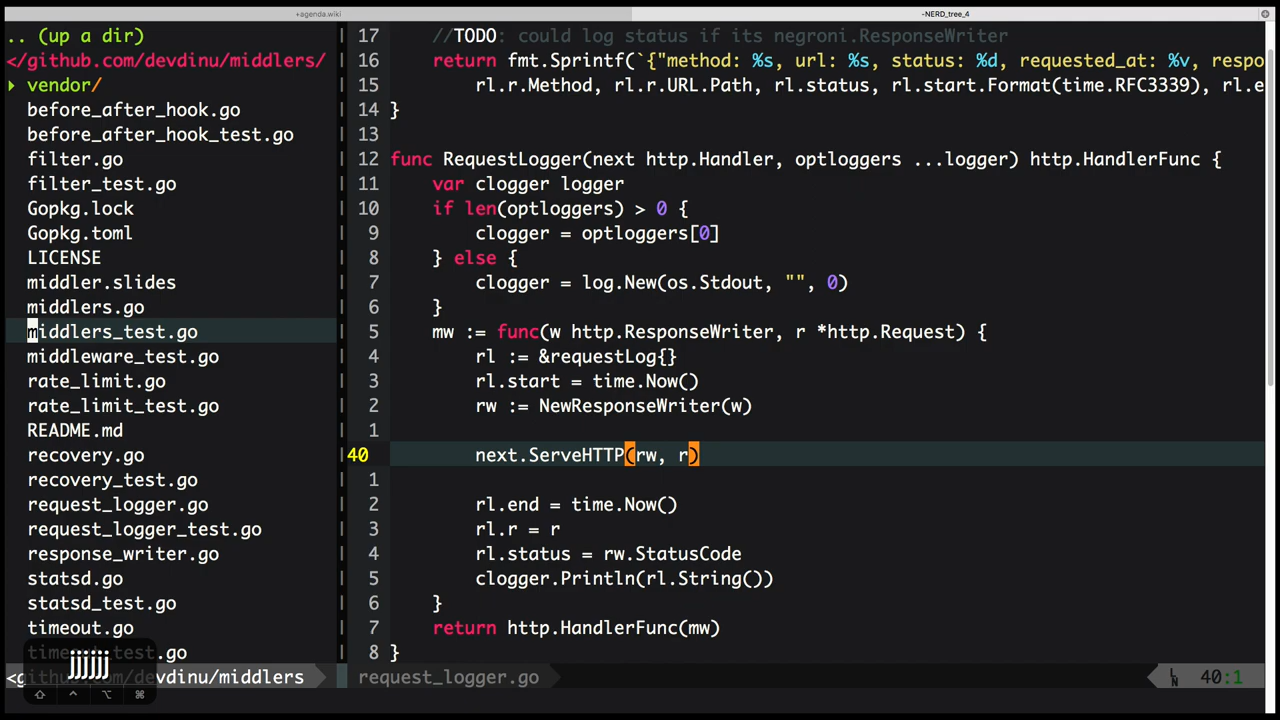 +agenda.wiki
-NERD_tree_4
.. (up a dir)
</github.com/devdinu/middlers/
▸ vendor/
before_after_hook.go
before_after_hook_test.go
filter.go
filter_test.go
Gopkg.lock
Gopkg.toml
LICENSE
middler.slides
middlers.go
middlers_test.go
middleware_test.go
rate_limit.go
rate_limit_test.go
README.md
recovery.go
recovery_test.go
request_logger.go
request_logger_test.go
response_writer.go
statsd.go
statsd_test.go
timeout.go
timeout_test.go
<github.com/devdinu/middlers
jjjjjj
⇧ ^ ⌥ ⌘
17 //TODO: could log status if its negroni.ResponseWriter
16 return fmt.Sprintf(`{"method: %s, url: %s, status: %d, requested_at: %v, respo
15 rl.r.Method, rl.r.URL.Path, rl.status, rl.start.Format(time.RFC3339), rl.e
14 }
13
12 func RequestLogger(next http.Handler, optloggers ...logger) http.HandlerFunc {
11 var clogger logger
10 if len(optloggers) > 0 {
9 clogger = optloggers[0]
8 } else {
7 clogger = log.New(os.Stdout, "", 0)
6 }
5 mw := func(w http.ResponseWriter, r *http.Request) {
4 rl := &requestLog{}
3 rl.start = time.Now()
2 rw := NewResponseWriter(w)
1
40 next.ServeHTTP(rw, r)
1
2 rl.end = time.Now()
3 rl.r = r
4 rl.status = rw.StatusCode
5 clogger.Println(rl.String())
6 }
7 return http.HandlerFunc(mw)
8 }
request_logger.go
LN 40:1